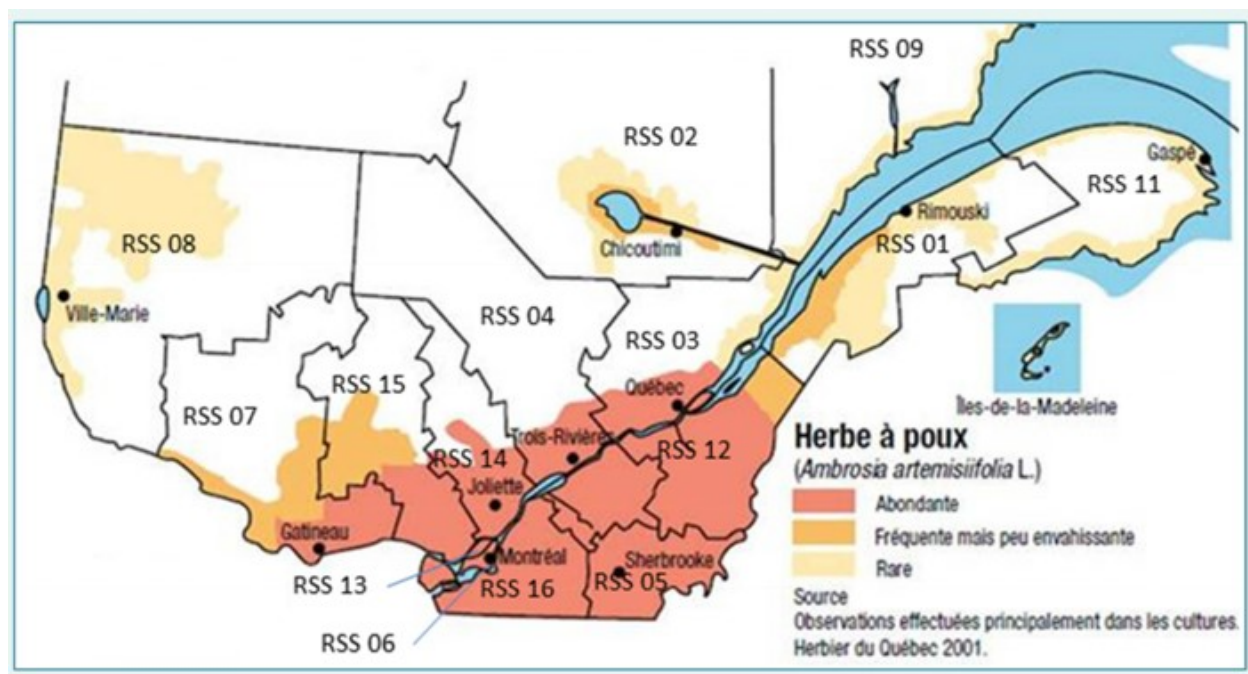 RSS 09
RSS 02
Gaspé
RSS 11
Rimouski
RSS 08
Chicoutimi
RSS 01
Ville-Marie
RSS 04
RSS 03
RSS 15
Québec
RSS 07
Îles-de-la-Madeleine
Trois-Rivières
RSS 12
RSS 14
Joliette
Gatineau
Montréal
Sherbrooke
RSS 13
RSS 16
RSS 05
RSS 06
Herbe à poux
(Ambrosia artemisiifolia L.)
Abondante
Fréquente mais peu envahissante
Rare
Source
Observations effectuées principalement dans les cultures.
Herbier du Québec 2001.